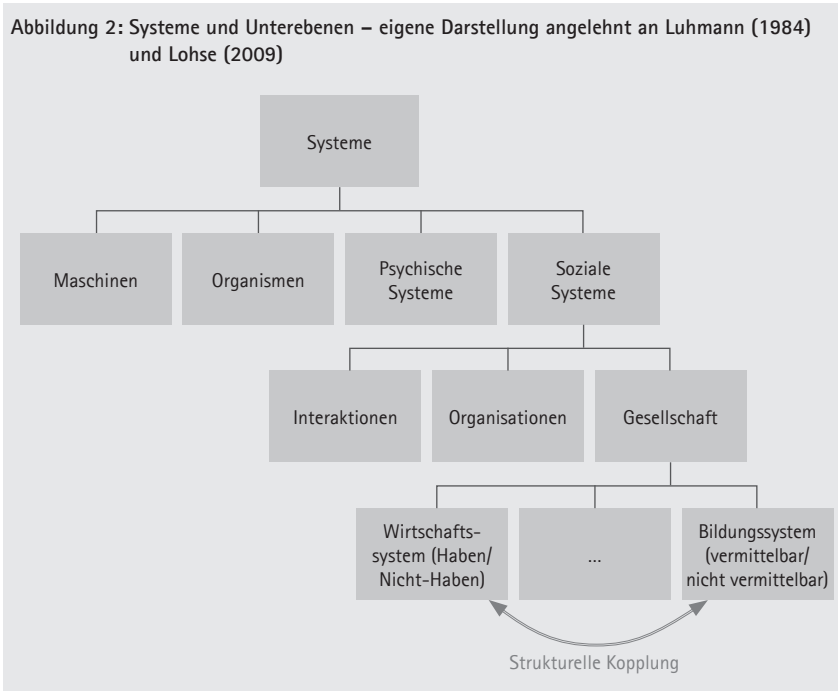 Abbildung 2: Systeme und Unterebenen – eigene Darstellung angelehnt an Luhmann (1984)
und Lohse (2009)
Systeme
Maschinen
Organismen
Psychische
Systeme
Soziale
Systeme
Interaktionen
Organisationen
Gesellschaft
Wirtschafts-
system (Haben/
Nicht-Haben)
...
Bildungssystem
(vermittelbar/
nicht vermittelbar)
Strukturelle Kopplung